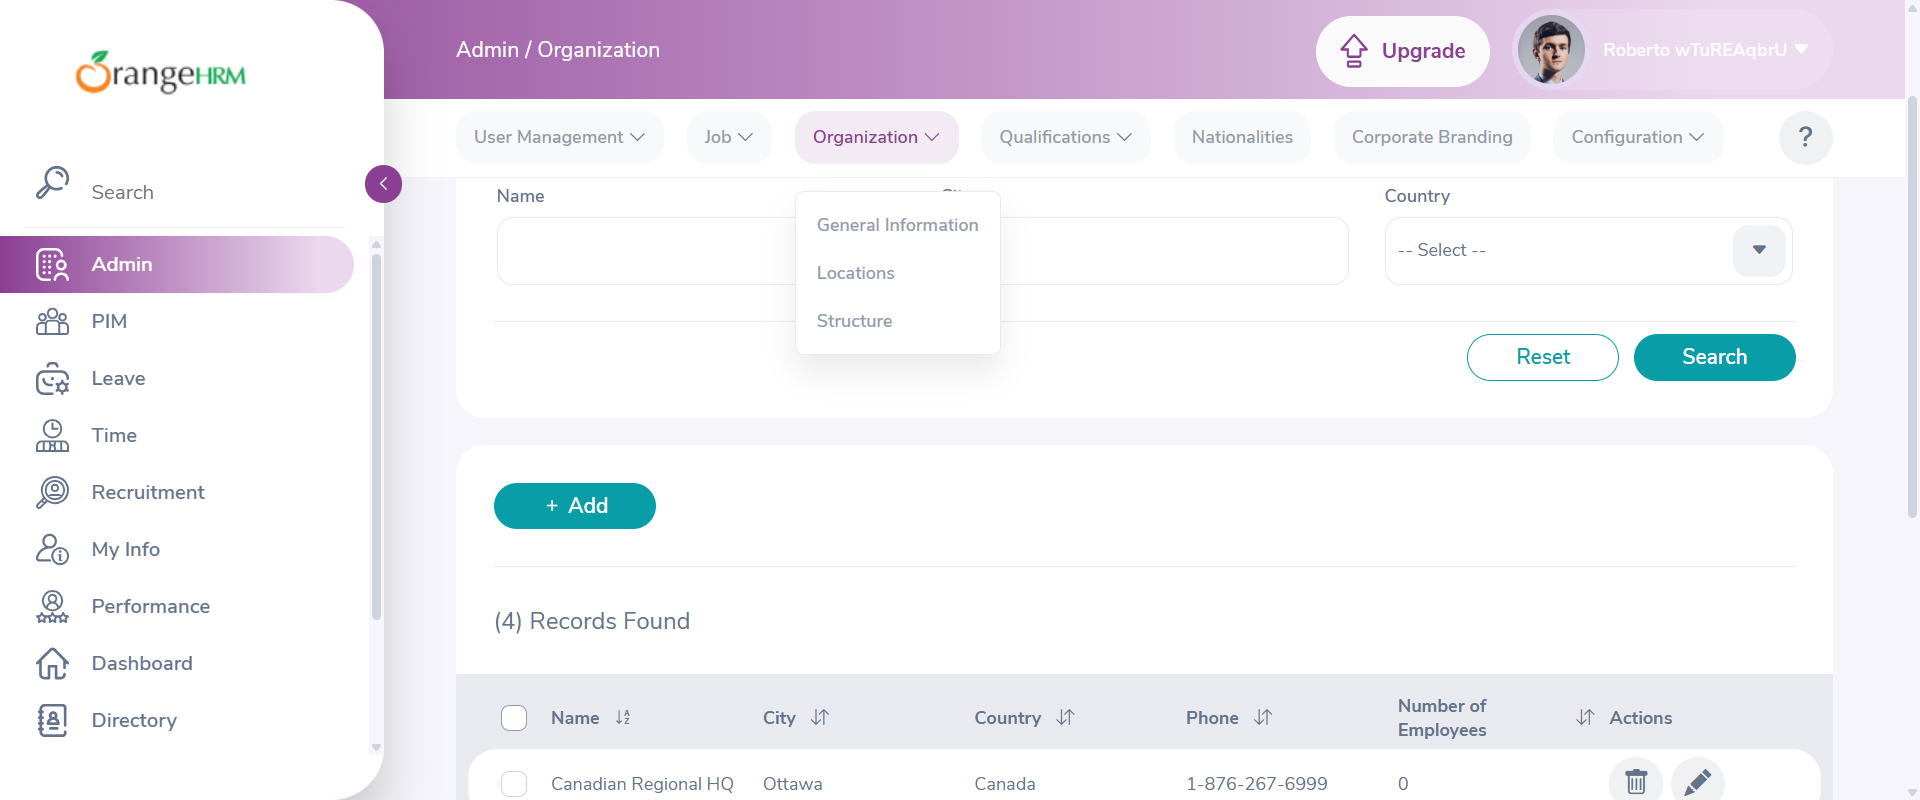 OrangeHRM
Admin / Organization
Upgrade
Roberto wTuREAqbrU
User Management
Job
Organization
Qualifications
Nationalities
Corporate Branding
Configuration
?
Search
Admin
PIM
Leave
Time
Recruitment
My Info
Performance
Dashboard
Directory
Name
Country
-- Select --
General Information
Locations
Structure
Reset
Search
+ Add
(4) Records Found
Name
City
Country
Phone
Number of
Employees
Actions
Canadian Regional HQ
Ottawa
Canada
1-876-267-6999
0